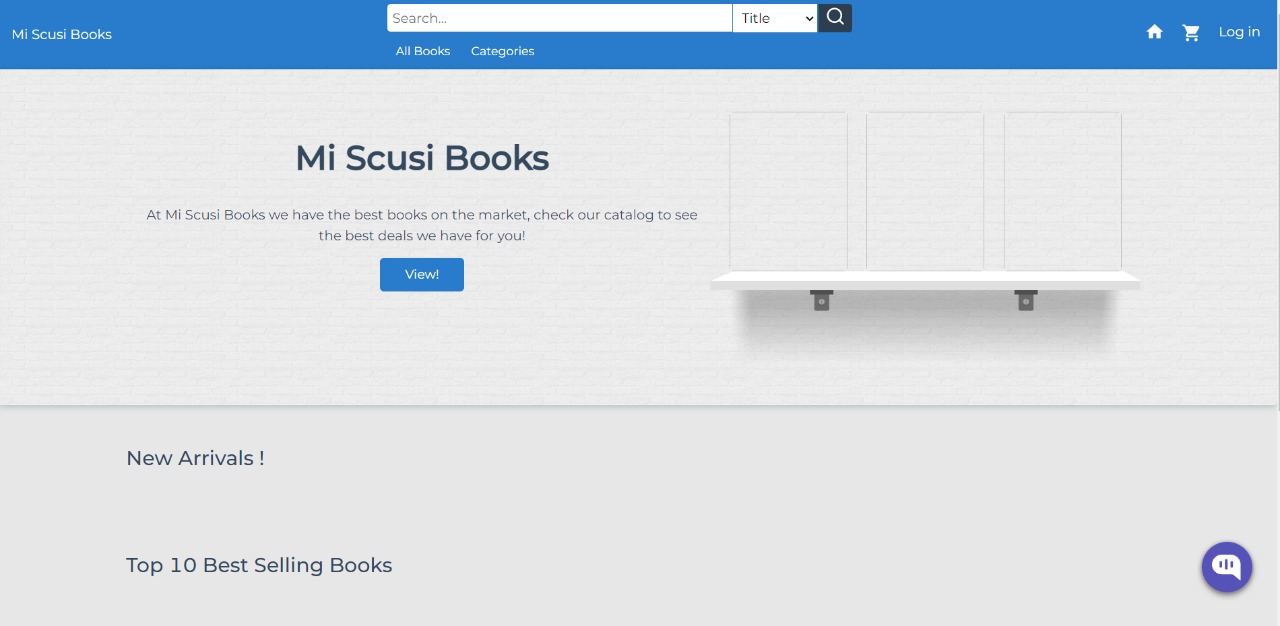 Mi Scusi Books
Search...
Title
All Books
Categories
Log in
Mi Scusi Books
At Mi Scusi Books we have the best books on the market, check our catalog to see
the best deals we have for you!
View!
New Arrivals !
Top 10 Best Selling Books